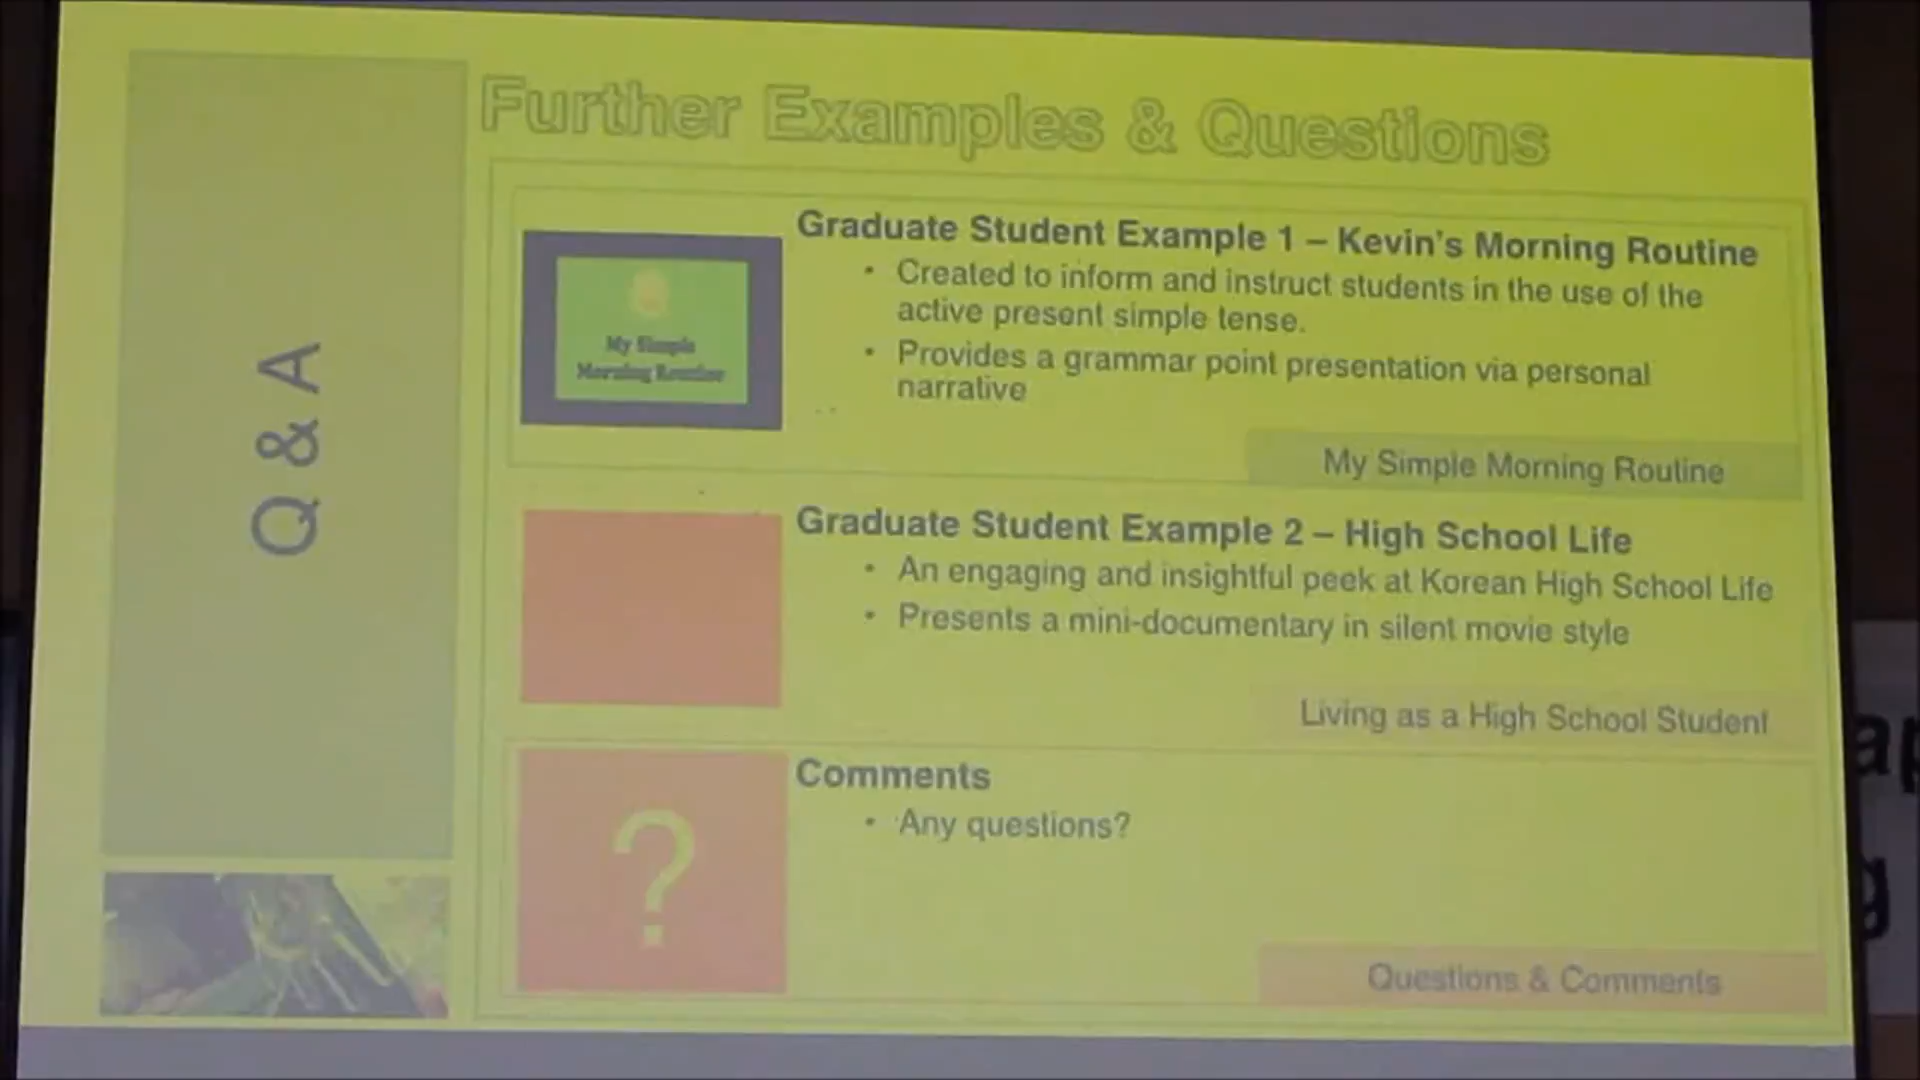 Further Examples & Questions
Q & A
Graduate Student Example 1 – Kevin's Morning Routine
• Created to inform and instruct students in the use of the
active present simple tense.
• Provides a grammar point presentation via personal
narrative
My Simple
Morning Routine
My Simple Morning Routine
Graduate Student Example 2 – High School Life
• An engaging and insightful peek at Korean High School Life
• Presents a mini-documentary in silent movie style
Living as a High School Student
?
Comments
• Any questions?
Questions & Comments